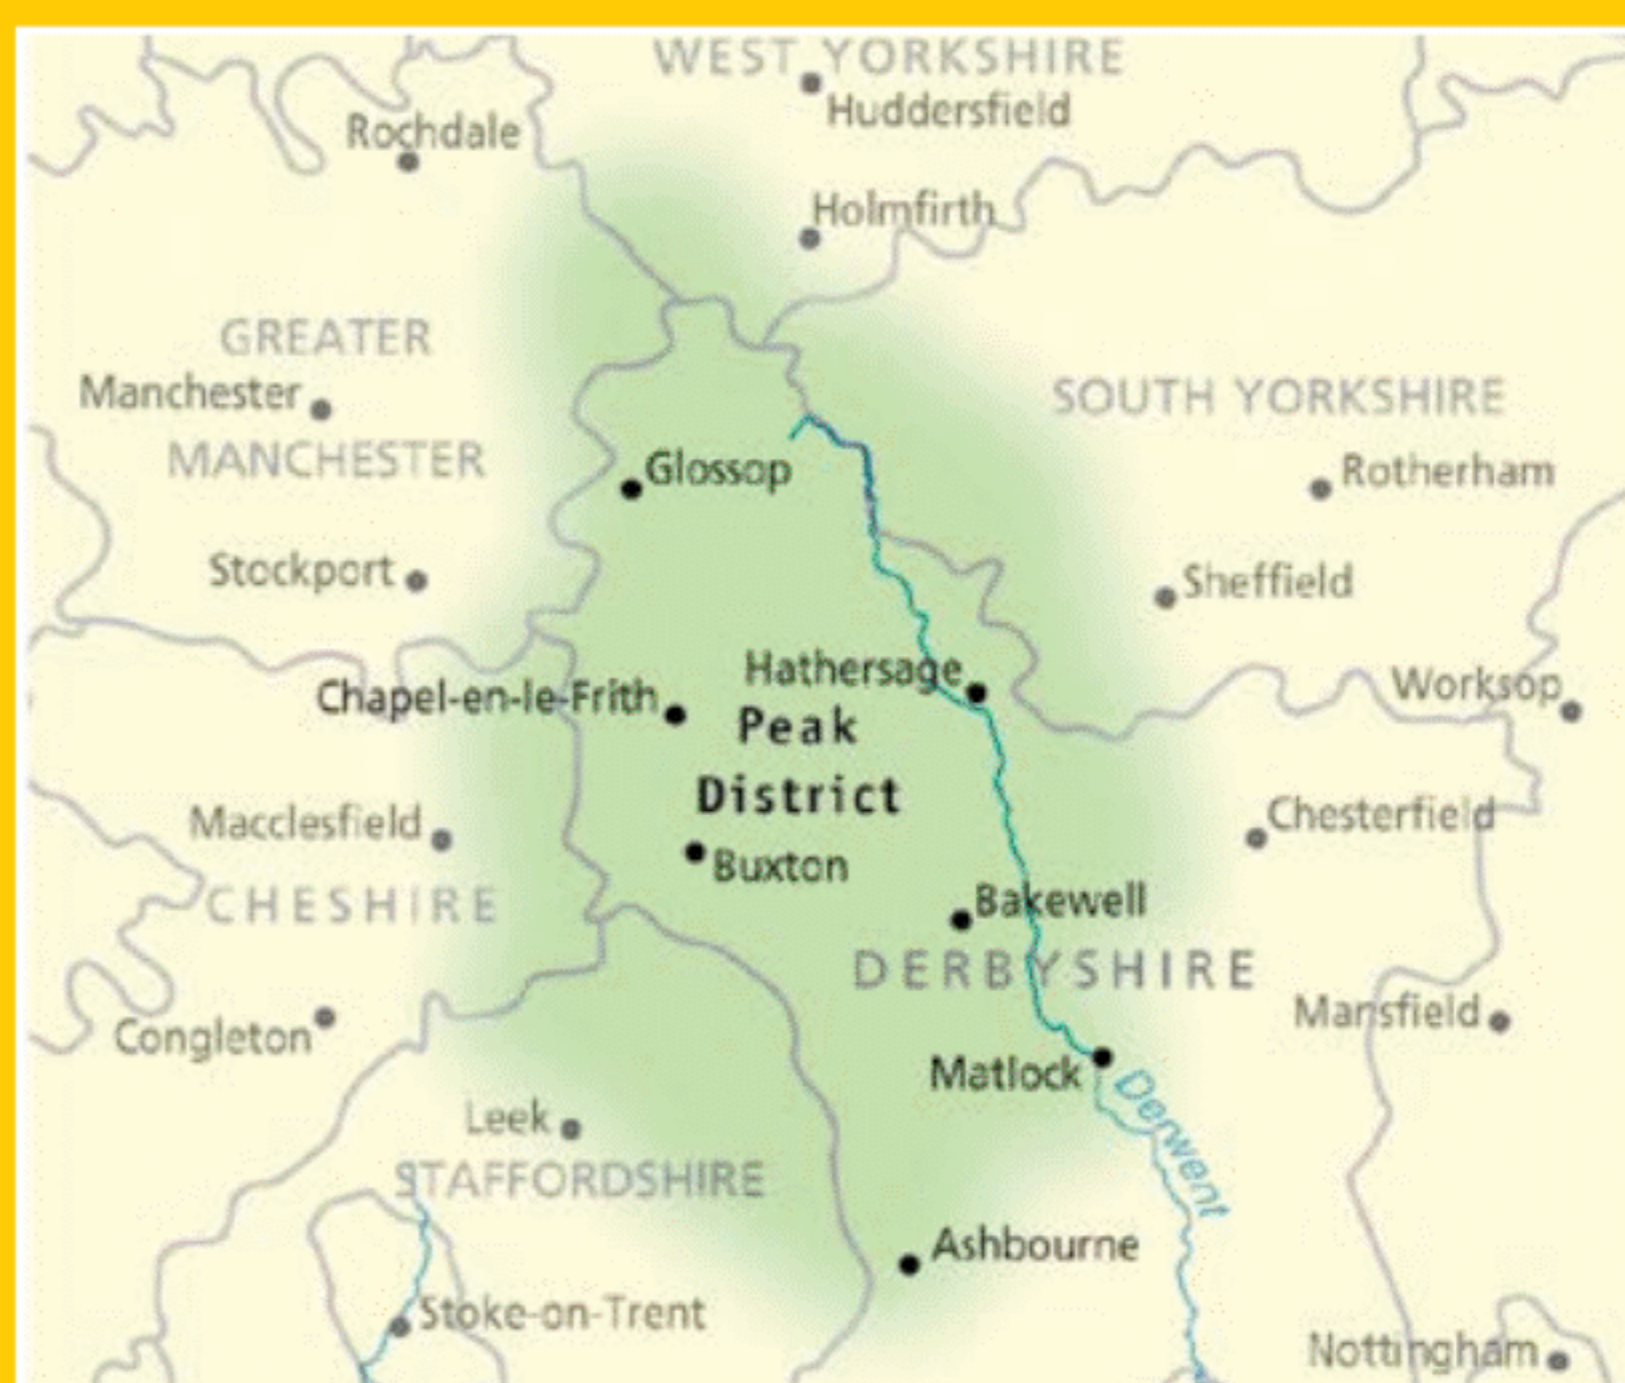 WEST YORKSHIRE
Huddersfield
Rochdale
Holmfirth
GREATER
Manchester
MANCHESTER
SOUTH YORKSHIRE
Glossop
Rotherham
Stockport
Sheffield
Hathersage
Chapel-en-le-Frith
Worksop
Peak
District
Macclesfield
Chesterfield
Buxton
CHESHIRE
Bakewell
DERBYSHIRE
Mansfield
Congleton
Matlock
Derwent
Leek
STAFFORDSHIRE
Ashbourne
Stoke-on-Trent
Nottingham